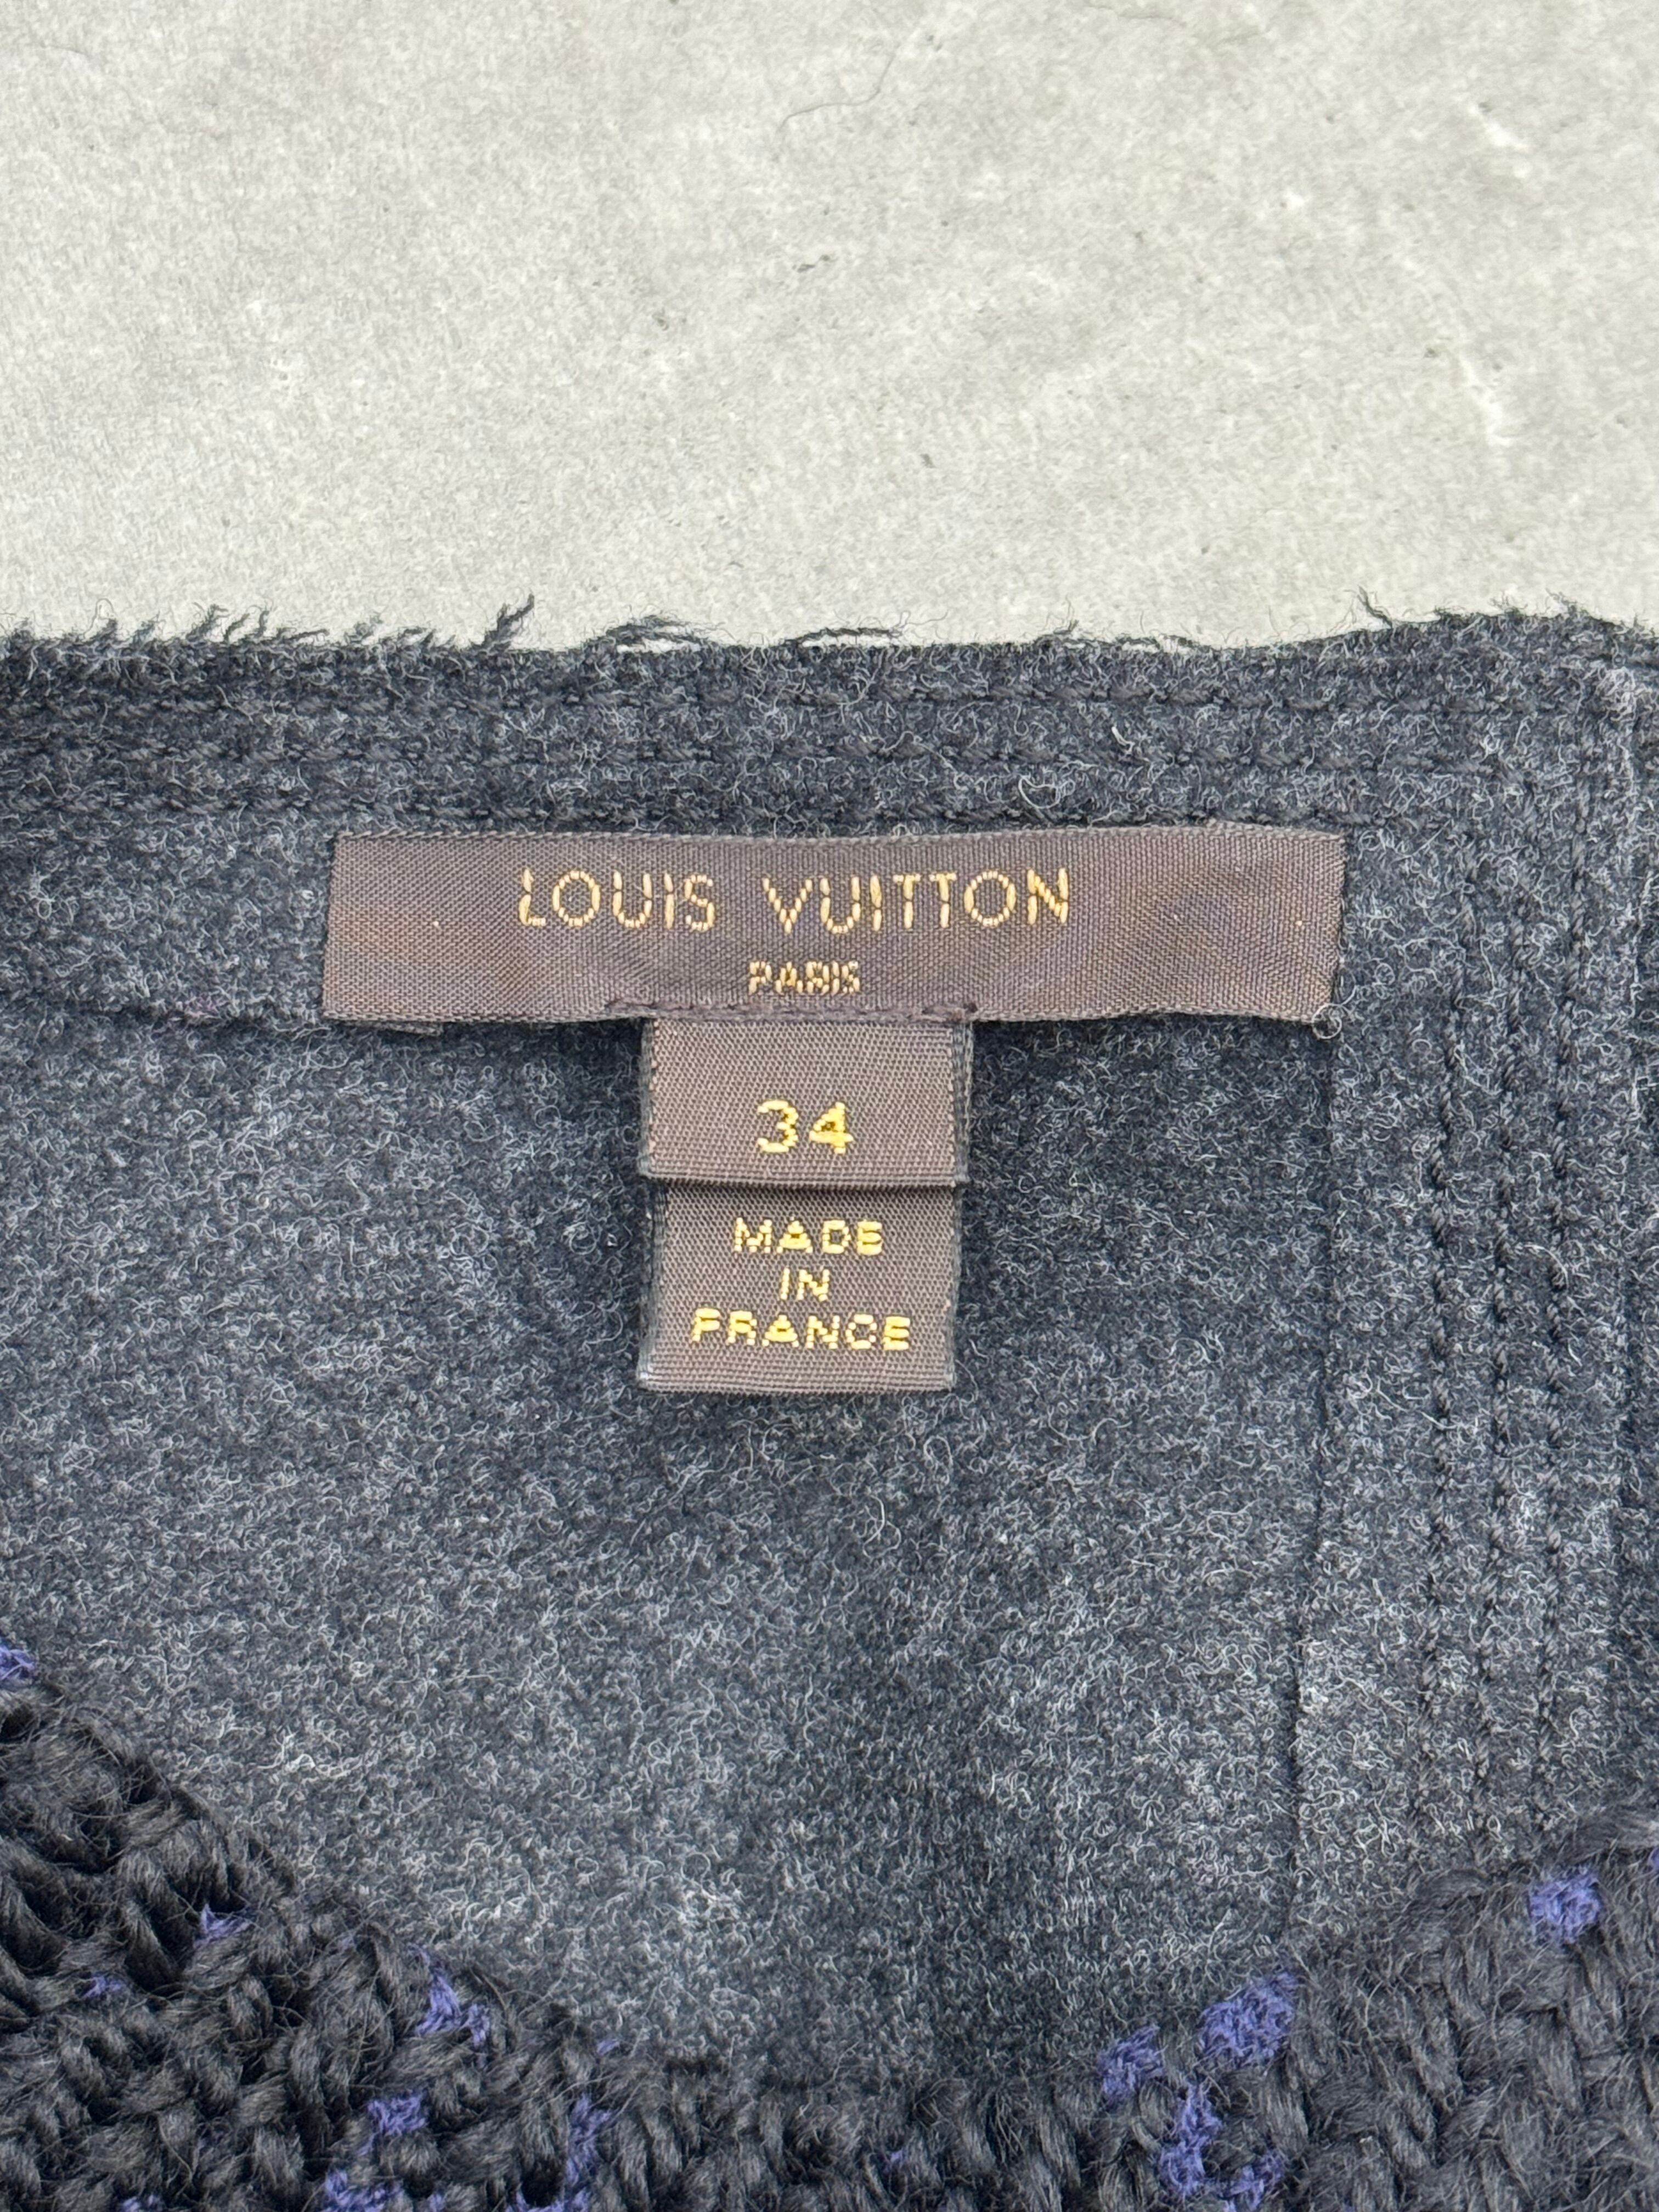 LOUIS VUITTON
PARIS
34
MADE
IN
FRANCE